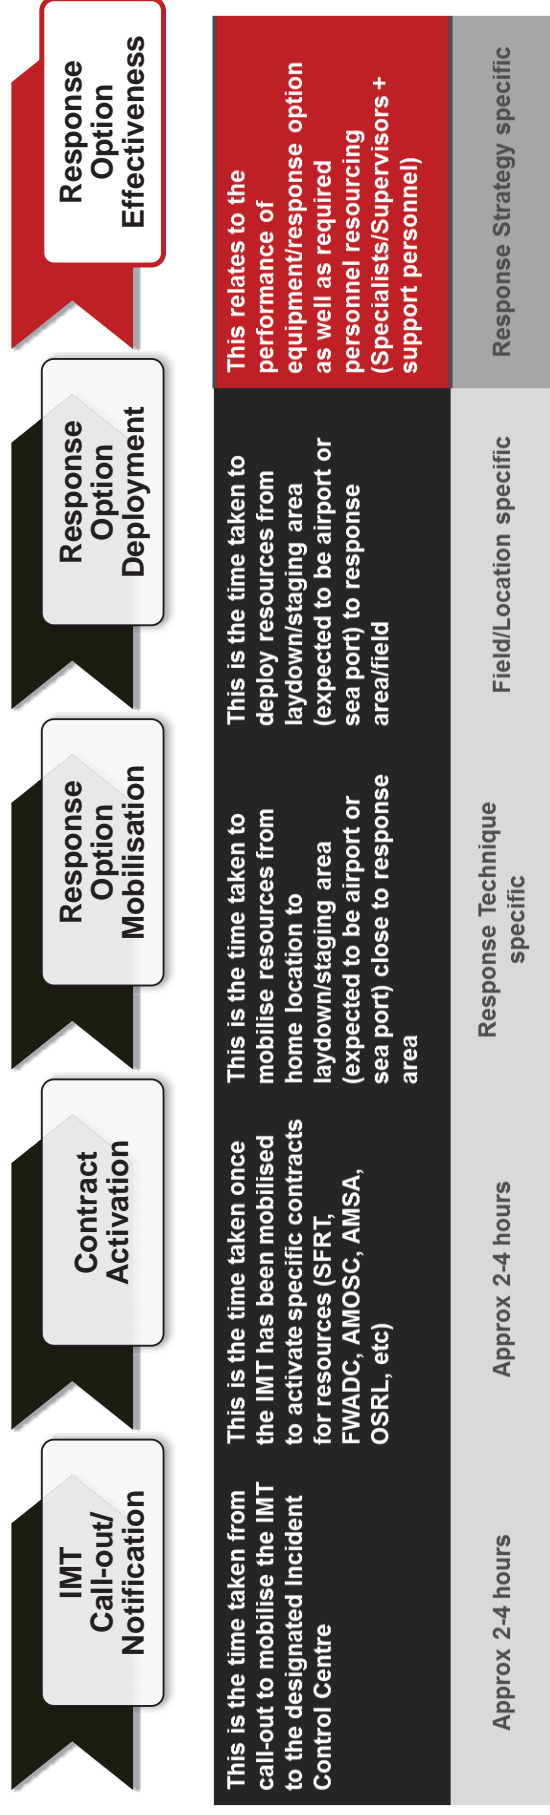 IMT
Call-out/
Notification
Contract
Activation
Response
Option
Mobilisation
Response
Option
Deployment
Response
Option
Effectiveness
This is the time taken from
call-out to mobilise the IMT
to the designated Incident
Control Centre
This is the time taken once
the IMT has been mobilised
to activate specific contracts
for resources (SFRT,
FWADC, AMOSC, AMSA,
OSRL, etc)
This is the time taken to
mobilise resources from
home location to
laydown/staging area
(expected to be airport or
sea port) close to response
area
This is the time taken to
deploy resources from
laydown/staging area
(expected to be airport or
sea port) to response
area/field
This relates to the
performance of
equipment/response option
as well as required
personnel resourcing
(Specialists/Supervisors +
support personnel)
Approx 2-4 hours
Approx 2-4 hours
Response Technique
specific
Field/Location specific
Response Strategy specific